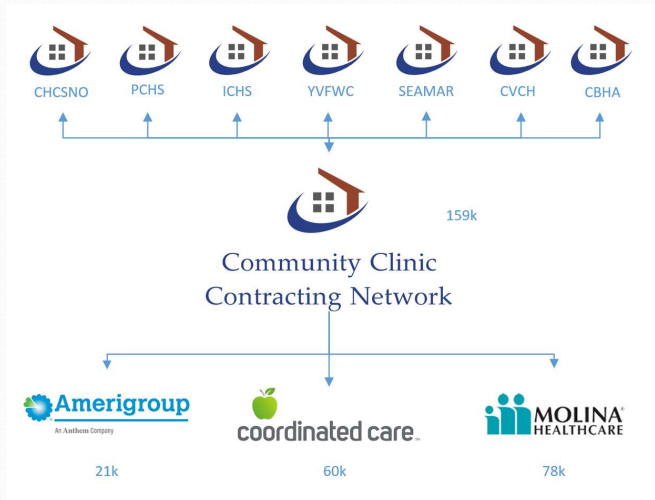 CHCSNO
PCHS
ICHS
YVFWC
SEAMAR
CVCH
CBHA
159k
Community Clinic
Contracting Network
Amerigroup
An Anthem Company
coordinated care™
MOLINA®
HEALTHCARE
21k
60k
78k